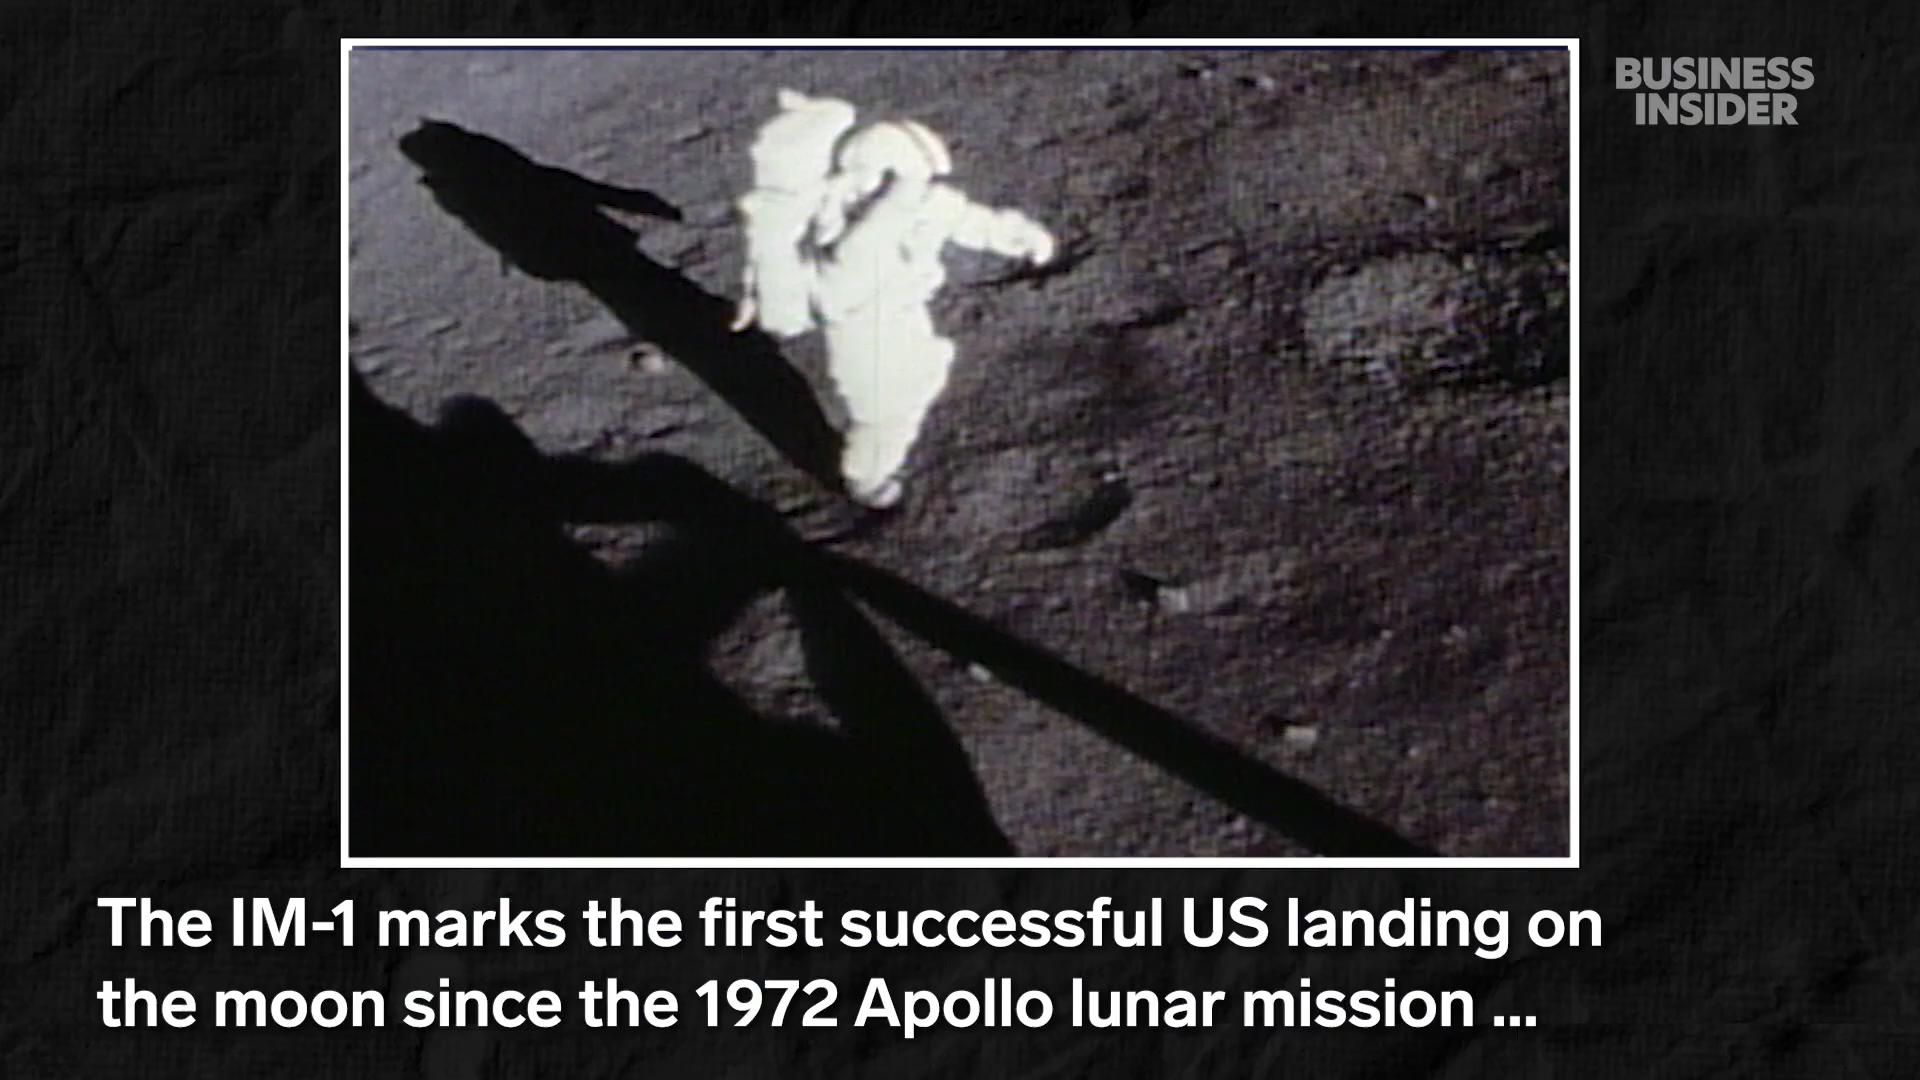 BUSINESS
INSIDER
The IM-1 marks the first successful US landing on
the moon since the 1972 Apollo lunar mission ...